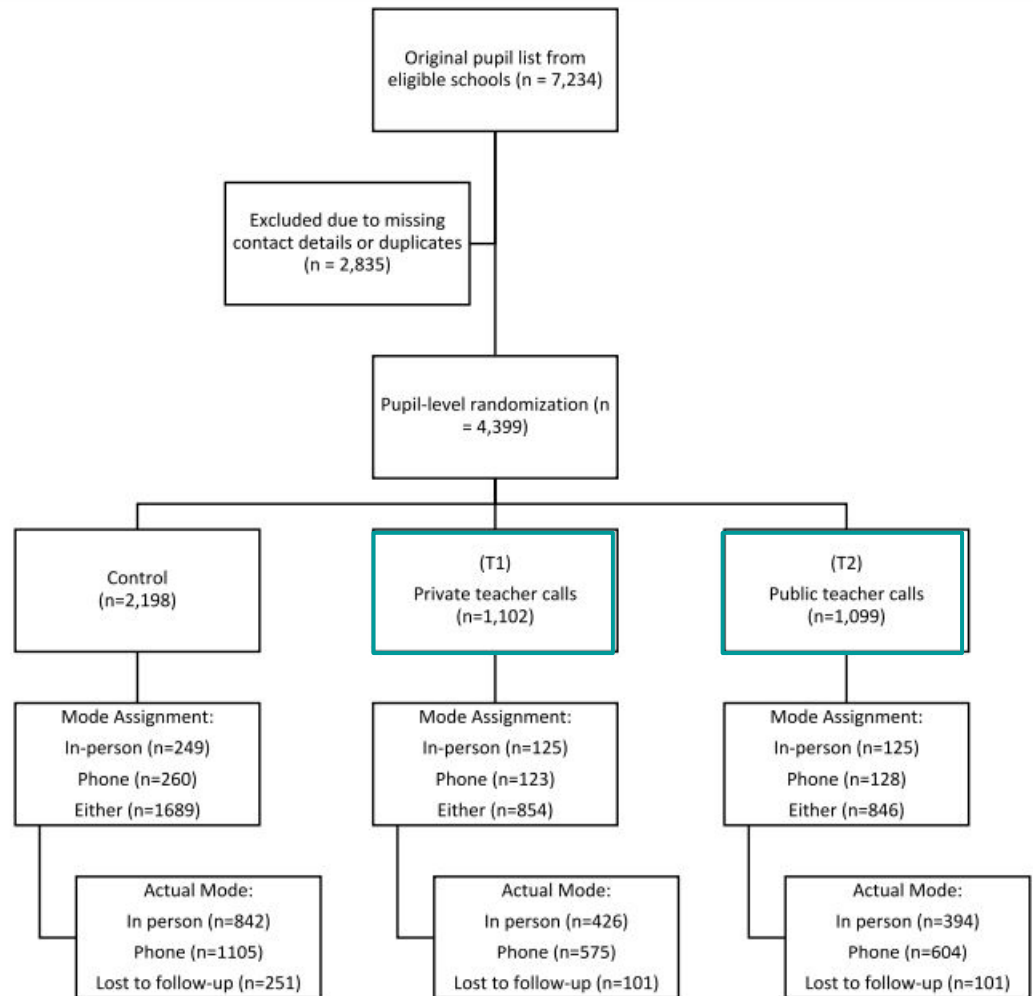 Original pupil list from
eligible schools (n = 7,234)
Excluded due to missing
contact details or duplicates
(n = 2,835)
Pupil-level randomization (n
= 4,399)
Control
(n=2,198)
(T1)
Private teacher calls
(n=1,102)
(T2)
Public teacher calls
(n=1,099)
Mode Assignment:
In-person (n=249)
Phone (n=260)
Either (n=1689)
Mode Assignment:
In-person (n=125)
Phone (n=123)
Either (n=854)
Mode Assignment:
In-person (n=125)
Phone (n=128)
Either (n=846)
Actual Mode:
In person (n=842)
Phone (n=1105)
Lost to follow-up (n=251)
Actual Mode:
In person (n=426)
Phone (n=575)
Lost to follow-up (n=101)
Actual Mode:
In person (n=394)
Phone (n=604)
Lost to follow-up (n=101)